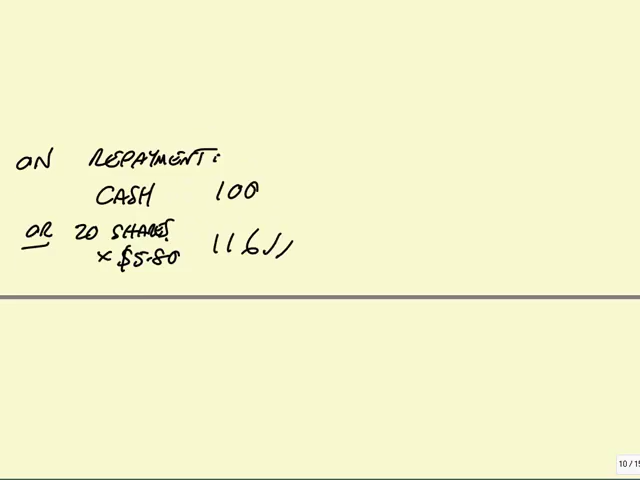 ON REPAYMENT:
CASH 100
OR 20 SHARES
× $5.80 116
10 / 15